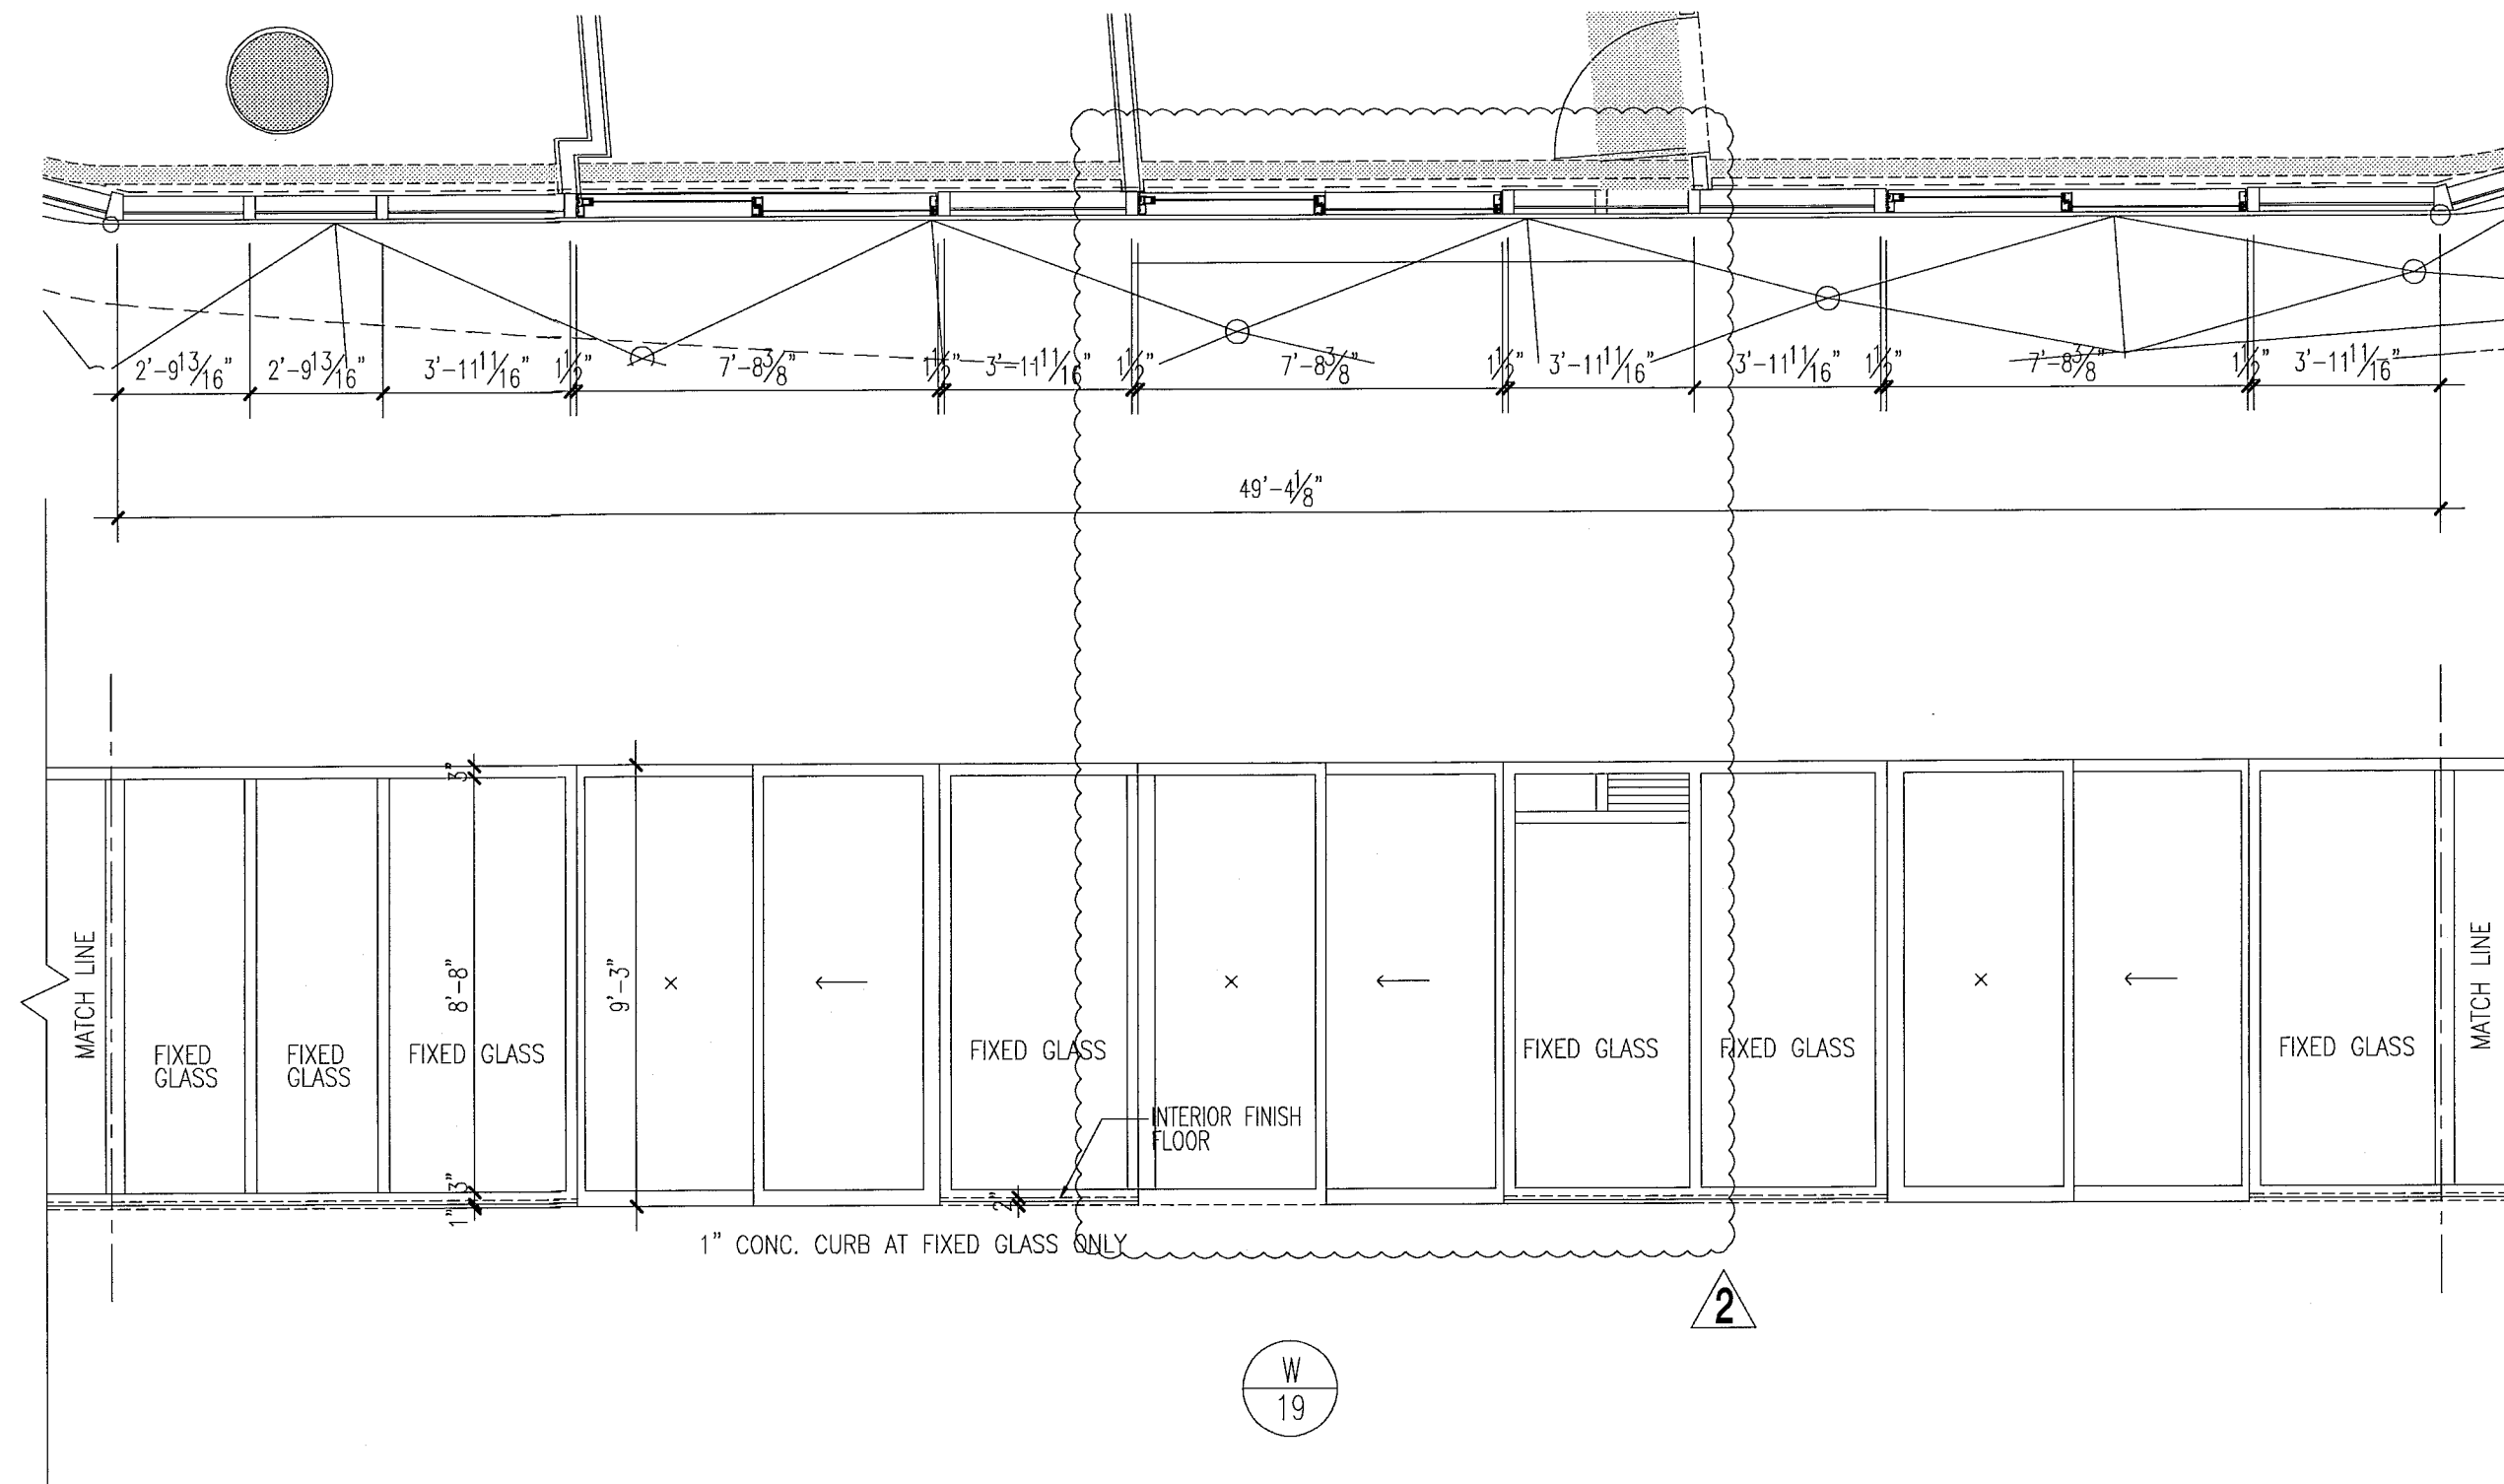 2'-9 13/16" 2'-9 13/16" 3'-11 11/16" 1 1/2" 7'-8 3/8" 1 1/2" 3'-11 11/16" 1 1/2" 7'-8 3/8" 1 1/2" 3'-11 11/16" 3'-11 11/16" 1 1/2" 7'-8 3/8" 1 1/2" 3'-11 11/16"
49'-4 1/8"
3"
8'-8"
3"
1"
9'-3"
MATCH LINE
FIXED
GLASS
FIXED
GLASS
FIXED GLASS
×
←
FIXED GLASS
×
←
FIXED GLASS
FIXED GLASS
×
←
FIXED GLASS
MATCH LINE
INTERIOR FINISH
FLOOR
2"
1" CONC. CURB AT FIXED GLASS ONLY
2
W
19